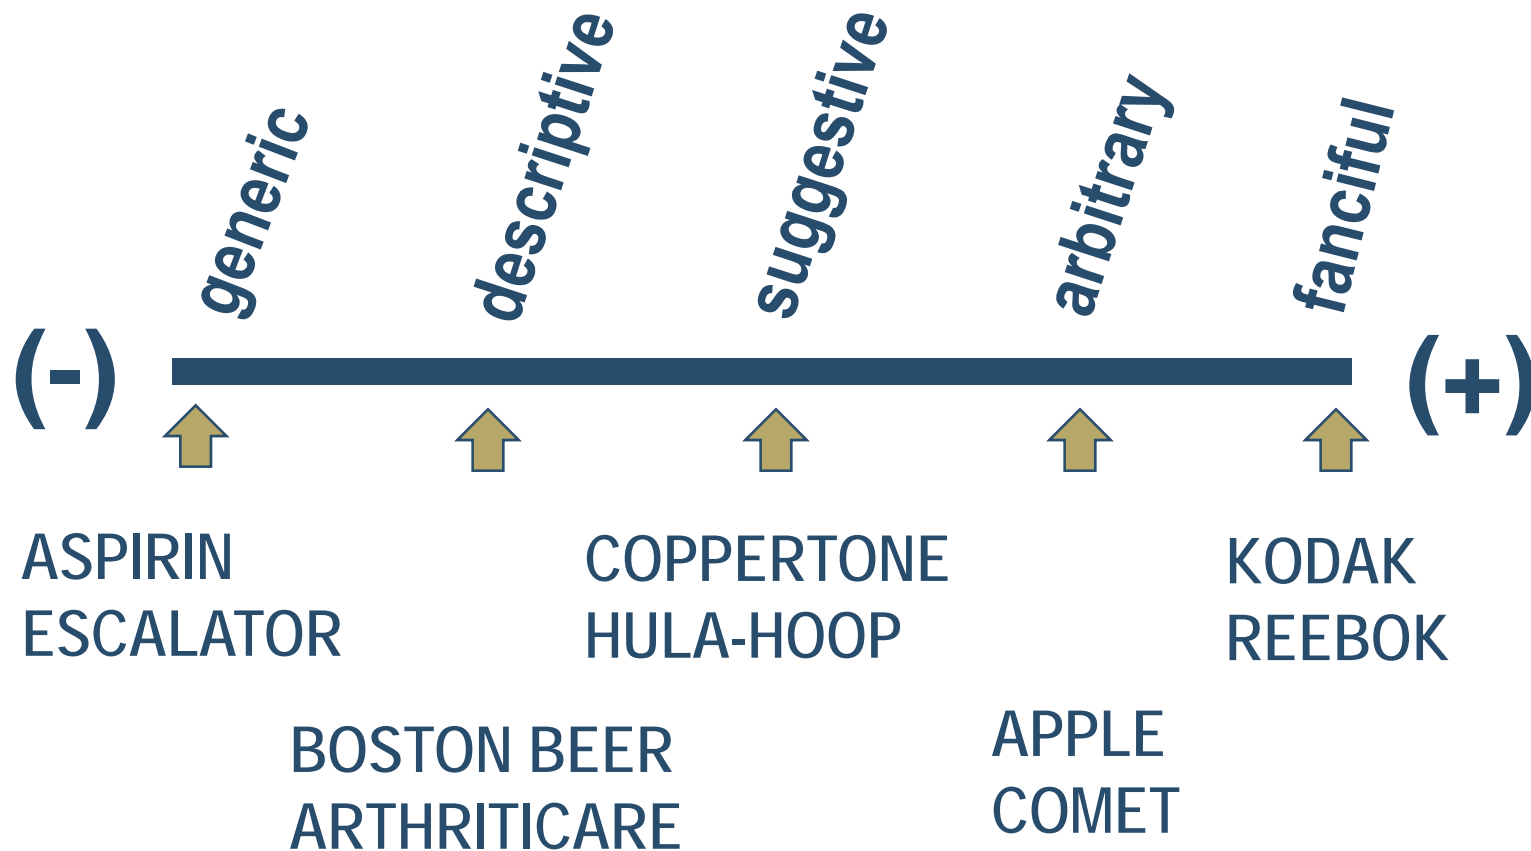 generic
descriptive
suggestive
arbitrary
fanciful
(-)
(+)
ASPIRIN
ESCALATOR
BOSTON BEER
ARTHRITICARE
COPPERTONE
HULA-HOOP
APPLE
COMET
KODAK
REEBOK